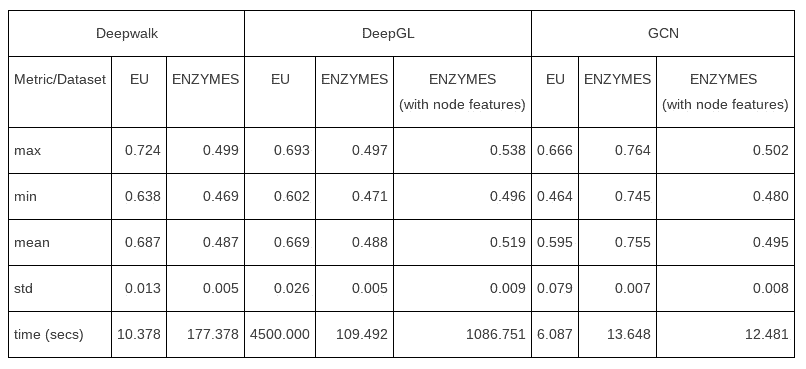 Deepwalk DeepGL GCN
Metric/Dataset EU ENZYMES EU ENZYMES ENZYMES EU ENZYMES ENZYMES
(with node features) (with node features)
max 0.724 0.499 0.693 0.497 0.538 0.666 0.764 0.502
min 0.638 0.469 0.602 0.471 0.496 0.464 0.745 0.480
mean 0.687 0.487 0.669 0.488 0.519 0.595 0.755 0.495
std 0.013 0.005 0.026 0.005 0.009 0.079 0.007 0.008
time (secs) 10.378 177.378 4500.000 109.492 1086.751 6.087 13.648 12.481